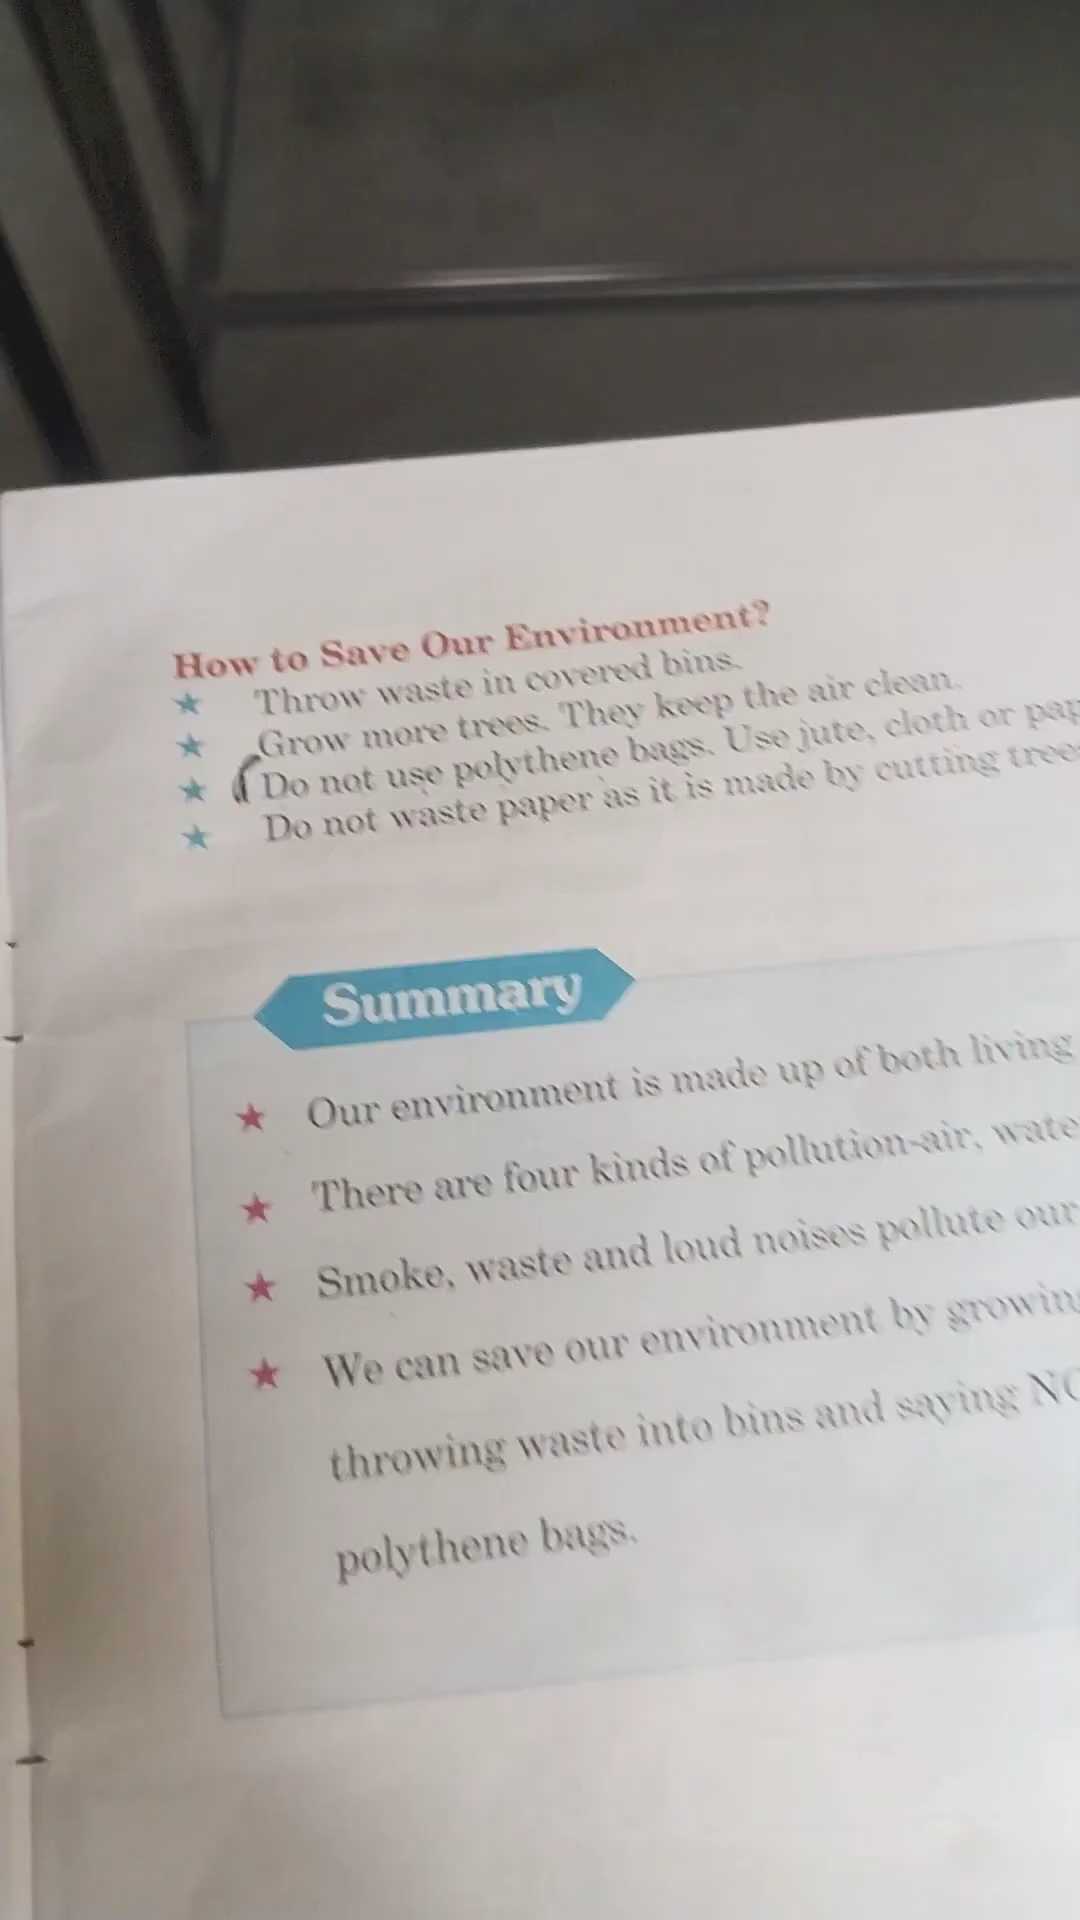 How to Save Our Environment?
Throw waste in covered bins.
Grow more trees. They keep the air clean.
Do not use polythene bags. Use jute, cloth or
Do not waste paper as it is made by cutting
Summary
Our environment is made up of both living
There are four kinds of pollution-air,
Smoke, waste and loud noises pollute our
We can save our environment by
throwing waste into bins and saying
polythene bags.